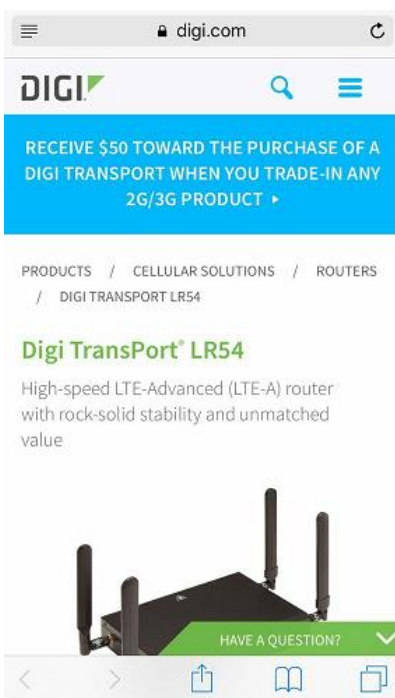 digi.com
DIGI
RECEIVE $50 TOWARD THE PURCHASE OF A
DIGI TRANSPORT WHEN YOU TRADE-IN ANY
2G/3G PRODUCT ▸
PRODUCTS / CELLULAR SOLUTIONS / ROUTERS
/ DIGI TRANSPORT LR54
Digi TransPort® LR54
High-speed LTE-Advanced (LTE-A) router
with rock-solid stability and unmatched
value
HAVE A QUESTION?